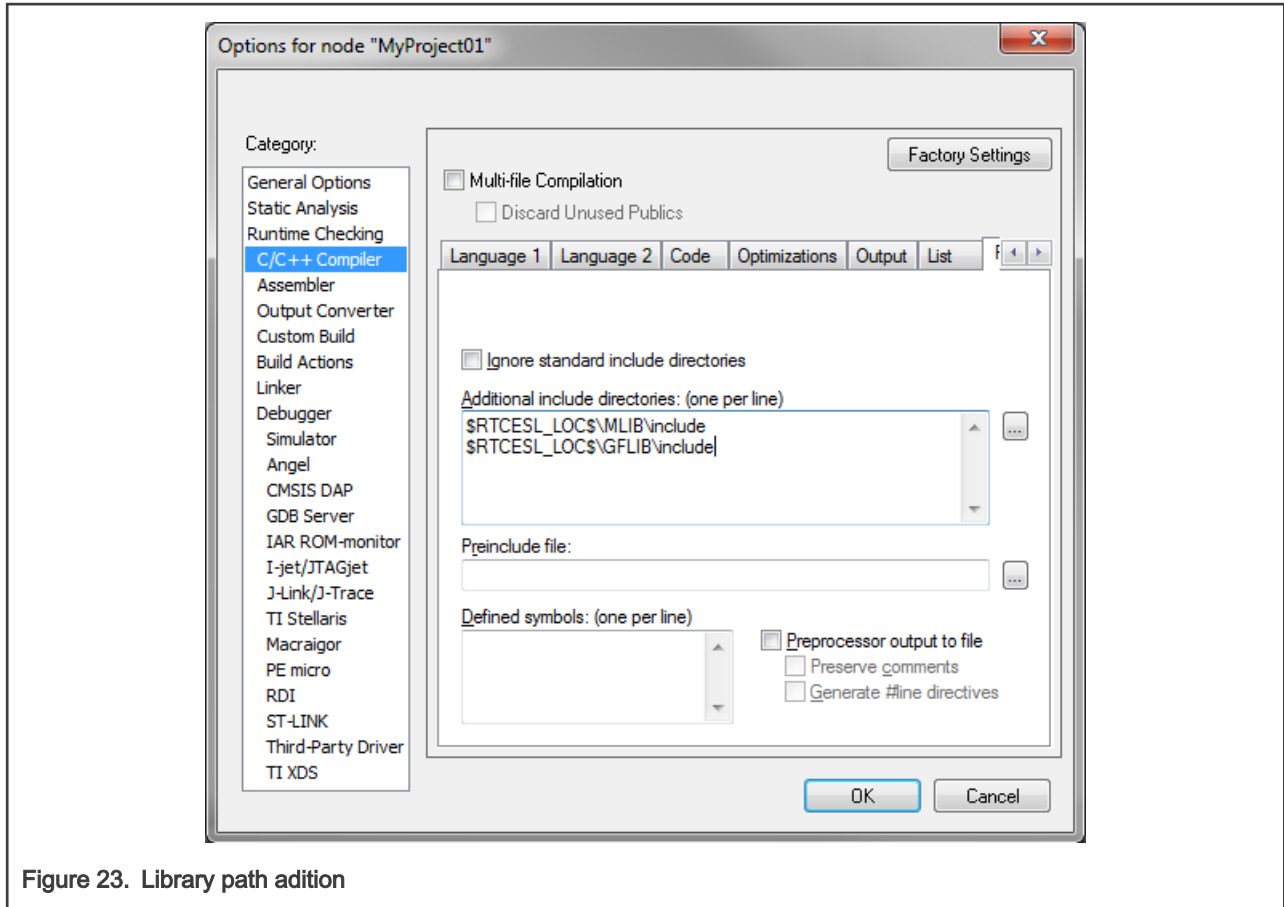 Options for node "MyProject01"
X
Category:
General Options
Static Analysis
Runtime Checking
C/C++ Compiler
Assembler
Output Converter
Custom Build
Build Actions
Linker
Debugger
Simulator
Angel
CMSIS DAP
GDB Server
IAR ROM-monitor
I-jet/JTAGjet
J-Link/J-Trace
TI Stellaris
Macraigor
PE micro
RDI
ST-LINK
Third-Party Driver
TI XDS
Factory Settings
Multi-file Compilation
Discard Unused Publics
Language 1 Language 2 Code Optimizations Output List
Ignore standard include directories
Additional include directories: (one per line)
$RTCESL_LOC$\MLIB\include
$RTCESL_LOC$\GFLIB\include
...
Preinclude file:
...
Defined symbols: (one per line)
Preprocessor output to file
Preserve comments
Generate #line directives
OK Cancel
Figure 23. Library path adition